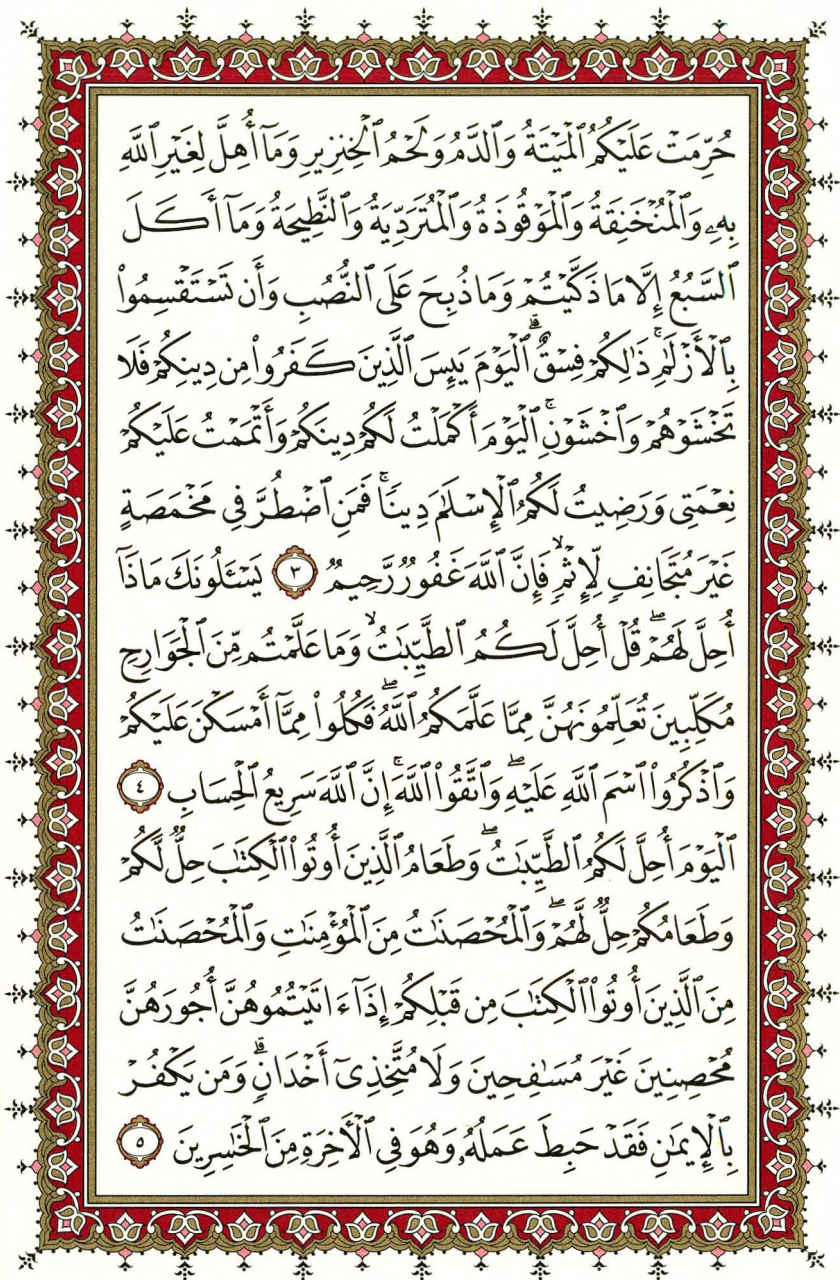 حُرِّمَتْ عَلَيْكُمُ ٱلْمَيْتَةُ وَٱلدَّمُ وَلَحْمُ ٱلْخِنزِيرِ وَمَآ أُهِلَّ لِغَيْرِ ٱللَّهِ
بِهِۦ وَٱلْمُنْخَنِقَةُ وَٱلْمَوْقُوذَةُ وَٱلْمُتَرَدِّيَةُ وَٱلنَّطِيحَةُ وَمَآ أَكَلَ
ٱلسَّبُعُ إِلَّا مَا ذَكَّيْتُمْ وَمَا ذُبِحَ عَلَى ٱلنُّصُبِ وَأَن تَسْتَقْسِمُوا۟
بِٱلْأَزْلَٰمِ ۚ ذَٰلِكُمْ فِسْقٌ ۗ ٱلْيَوْمَ يَئِسَ ٱلَّذِينَ كَفَرُوا۟ مِن دِينِكُمْ فَلَا
تَخْشَوْهُمْ وَٱخْشَوْنِ ۚ ٱلْيَوْمَ أَكْمَلْتُ لَكُمْ دِينَكُمْ وَأَتْمَمْتُ عَلَيْكُمْ
نِعْمَتِى وَرَضِيتُ لَكُمُ ٱلْإِسْلَٰمَ دِينًا ۚ فَمَنِ ٱضْطُرَّ فِى مَخْمَصَةٍ
غَيْرَ مُتَجَانِفٍ لِّإِثْمٍ ۙ فَإِنَّ ٱللَّهَ غَفُورٌ رَّحِيمٌ ٣ يَسْـَٔلُونَكَ مَاذَآ
أُحِلَّ لَهُمْ ۖ قُلْ أُحِلَّ لَكُمُ ٱلطَّيِّبَٰتُ ۙ وَمَا عَلَّمْتُم مِّنَ ٱلْجَوَارِحِ
مُكَلِّبِينَ تُعَلِّمُونَهُنَّ مِمَّا عَلَّمَكُمُ ٱللَّهُ ۖ فَكُلُوا۟ مِمَّآ أَمْسَكْنَ عَلَيْكُمْ
وَٱذْكُرُوا۟ ٱسْمَ ٱللَّهِ عَلَيْهِ ۖ وَٱتَّقُوا۟ ٱللَّهَ ۚ إِنَّ ٱللَّهَ سَرِيعُ ٱلْحِسَابِ ٤
ٱلْيَوْمَ أُحِلَّ لَكُمُ ٱلطَّيِّبَٰتُ ۖ وَطَعَامُ ٱلَّذِينَ أُوتُوا۟ ٱلْكِتَٰبَ حِلٌّ لَّكُمْ
وَطَعَامُكُمْ حِلٌّ لَّهُمْ ۖ وَٱلْمُحْصَنَٰتُ مِنَ ٱلْمُؤْمِنَٰتِ وَٱلْمُحْصَنَٰتُ
مِنَ ٱلَّذِينَ أُوتُوا۟ ٱلْكِتَٰبَ مِن قَبْلِكُمْ إِذَآ ءَاتَيْتُمُوهُنَّ أُجُورَهُنَّ
مُحْصِنِينَ غَيْرَ مُسَٰفِحِينَ وَلَا مُتَّخِذِىٓ أَخْدَانٍ ۗ وَمَن يَكْفُرْ
بِٱلْإِيمَٰنِ فَقَدْ حَبِطَ عَمَلُهُۥ وَهُوَ فِى ٱلْءَاخِرَةِ مِنَ ٱلْخَٰسِرِينَ ٥